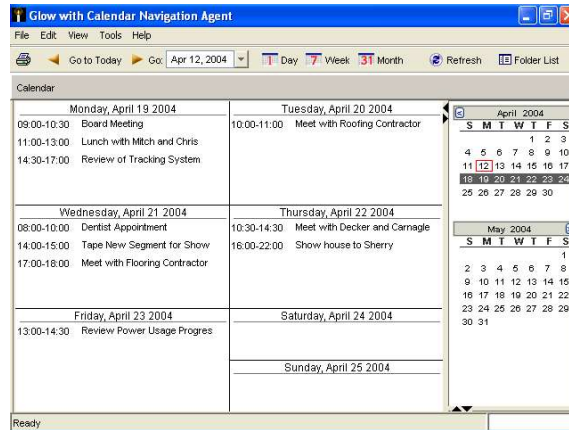 Glow with Calendar Navigation Agent
File Edit View Tools Help
Go to Today Go: Apr 12, 2004 1 Day 7 Week 31 Month Refresh Folder List
Calendar
Monday, April 19 2004
09:00-10:30 Board Meeting
11:00-13:00 Lunch with Mitch and Chris
14:30-17:00 Review of Tracking System
Tuesday, April 20 2004
10:00-11:00 Meet with Roofing Contractor
Wednesday, April 21 2004
08:00-10:00 Dentist Appointment
14:00-15:00 Tape New Segment for Show
17:00-18:00 Meet with Flooring Contractor
Thursday, April 22 2004
10:30-14:30 Meet with Decker and Carnagle
16:00-22:00 Show house to Sherry
Friday, April 23 2004
13:00-14:30 Review Power Usage Progres
Saturday, April 24 2004
Sunday, April 25 2004
April 2004
S M T W T F S
1 2 3
4 5 6 7 8 9 10
11 12 13 14 15 16 17
18 19 20 21 22 23 24
25 26 27 28 29 30
May 2004
S M T W T F S
1
2 3 4 5 6 7 8
9 10 11 12 13 14 15
16 17 18 19 20 21 22
23 24 25 26 27 28 29
30 31
Ready